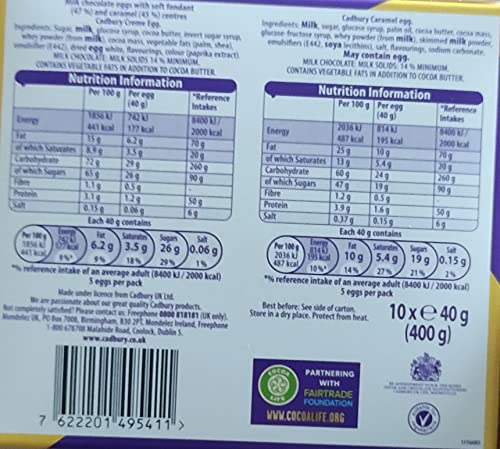 Milk chocolate eggs with soft fondant
(47 %) and caramel (43 %) centres
Cadbury Creme Egg.
Ingredients: Sugar, milk, glucose syrup, cocoa butter, invert sugar syrup,
whey powder (from milk), cocoa mass, vegetable fats (palm, shea),
emulsifiers (E442), dried egg white, flavourings, colour (paprika extract).
MILK CHOCOLATE: MILK SOLIDS 14 % MINIMUM.
CONTAINS VEGETABLE FATS IN ADDITION TO COCOA BUTTER.
Nutrition Information
Per 100 g Per egg (40 g) *Reference Intakes
Energy 1856 kJ 742 kJ 8400 kJ/
441 kcal 177 kcal 2000 kcal
Fat 15 g 6.2 g 70 g
of which Saturates 8.9 g 3.5 g 20 g
Carbohydrate 72 g 29 g 260 g
of which Sugars 65 g 26 g 90 g
Fibre 1.1 g 0.5 g
Protein 3.1 g 1.2 g 50 g
Salt 0.15 g 0.06 g 6 g
Each 40 g contains
Per 100 g Energy Fat Saturates Sugars Salt
1856 kJ 742 kJ 6.2 g 3.5 g 26 g 0.06 g
441 kcal 177 kcal
9%* 9% 18% 29% 1%
*% reference intake of an average adult (8400 kJ / 2000 kcal)
5 eggs per pack
Made under licence from Cadbury UK Ltd.
We are passionate about our great quality Cadbury products.
Not completely satisfied? Please contact us: Freephone 0800 818181 (UK only).
Mondelez UK, PO Box 7008, Birmingham, B30 2PT. Mondelez Ireland, Freephone
1-800 678708 Malahide Road, Coolock, Dublin 5.
www.cadbury.co.uk
7 622201 495411 >
Cadbury Caramel egg.
Ingredients: Milk, sugar, glucose syrup, palm oil, cocoa butter, cocoa mass,
glucose-fructose syrup, whey powder (from milk), skimmed milk powder,
emulsifiers (E442, soya lecithins), salt, flavourings, sodium carbonate.
May contain egg.
MILK CHOCOLATE: MILK SOLIDS 14 % MINIMUM.
CONTAINS VEGETABLE FATS IN ADDITION TO COCOA BUTTER.
Nutrition Information
Per 100 g Per egg (40 g) *Reference Intakes
Energy 2036 kJ 814 kJ 8400 kJ/
487 kcal 195 kcal 2000 kcal
Fat 25 g 10 g 70 g
of which Saturates 13 g 5.4 g 20 g
Carbohydrate 60 g 24 g 260 g
of which Sugars 47 g 19 g 90 g
Fibre 1.2 g 0.5 g
Protein 3.9 g 1.6 g 50 g
Salt 0.37 g 0.15 g 6 g
Each 40 g contains
Per 100 g Energy Fat Saturates Sugars Salt
2036 kJ 814 kJ 10 g 5.4 g 19 g 0.15 g
487 kcal 195 kcal
10%* 14% 27% 21% 2%
*% reference intake of an average adult (8400 kJ / 2000 kcal)
5 eggs per pack
Best before: See side of carton.
Store in a dry place. Protect from heat.
10 x e 40 g
(400 g)
COCOA
LIFE
PARTNERING
WITH
FAIRTRADE
FOUNDATION
WWW.COCOALIFE.ORG